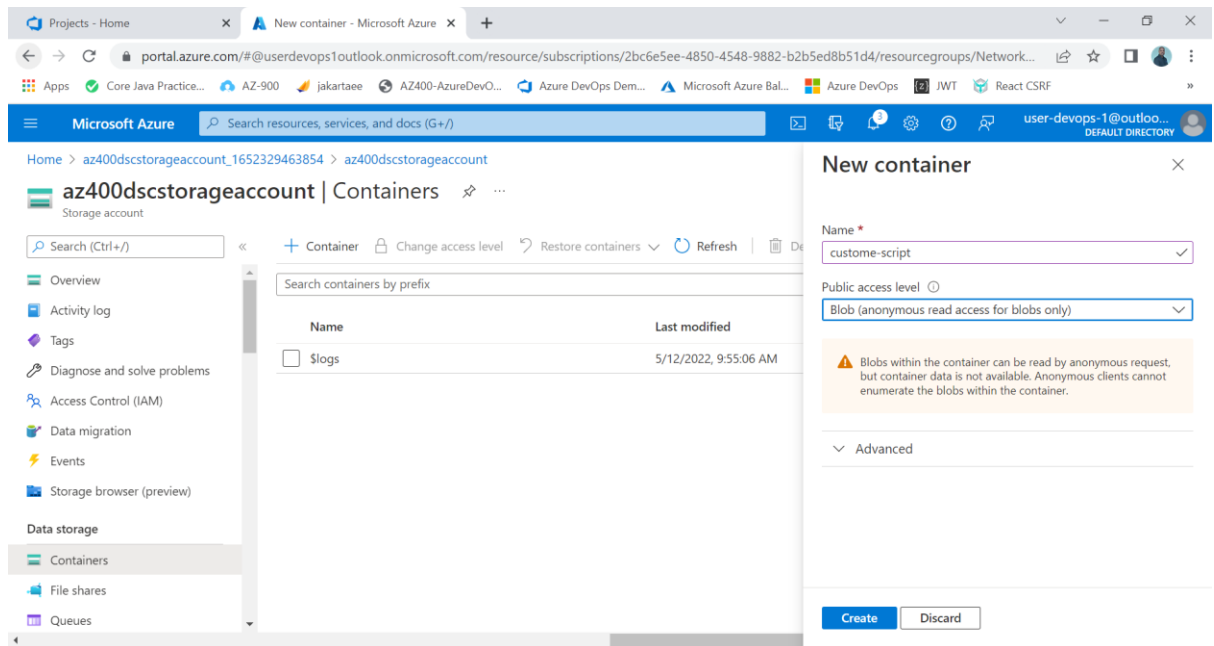 Projects - Home
New container - Microsoft Azure
portal.azure.com/#@userdevops1outlook.onmicrosoft.com/resource/subscriptions/2bc6e5ee-4850-4548-9882-b2b5ed8b51d4/resourcegroups/Network...
Apps Core Java Practice... AZ-900 jakartaee AZ400-AzureDevO... Azure DevOps Dem... Microsoft Azure Bal... Azure DevOps JWT React CSRF »
Microsoft Azure Search resources, services, and docs (G+/) 3 user-devops-1@outloo...
DEFAULT DIRECTORY
Home > az400dscstorageaccount_1652329463854 > az400dscstorageaccount
az400dscstorageaccount | Containers ...
Storage account
Search (Ctrl+/) «
Overview
Activity log
Tags
Diagnose and solve problems
Access Control (IAM)
Data migration
Events
Storage browser (preview)
Data storage
Containers
File shares
Queues
+ Container Change access level Restore containers Refresh De
Search containers by prefix
Name Last modified
$logs 5/12/2022, 9:55:06 AM
New container
Name *
custome-script
Public access level
Blob (anonymous read access for blobs only)
Blobs within the container can be read by anonymous request,
but container data is not available. Anonymous clients cannot
enumerate the blobs within the container.
Advanced
Create Discard